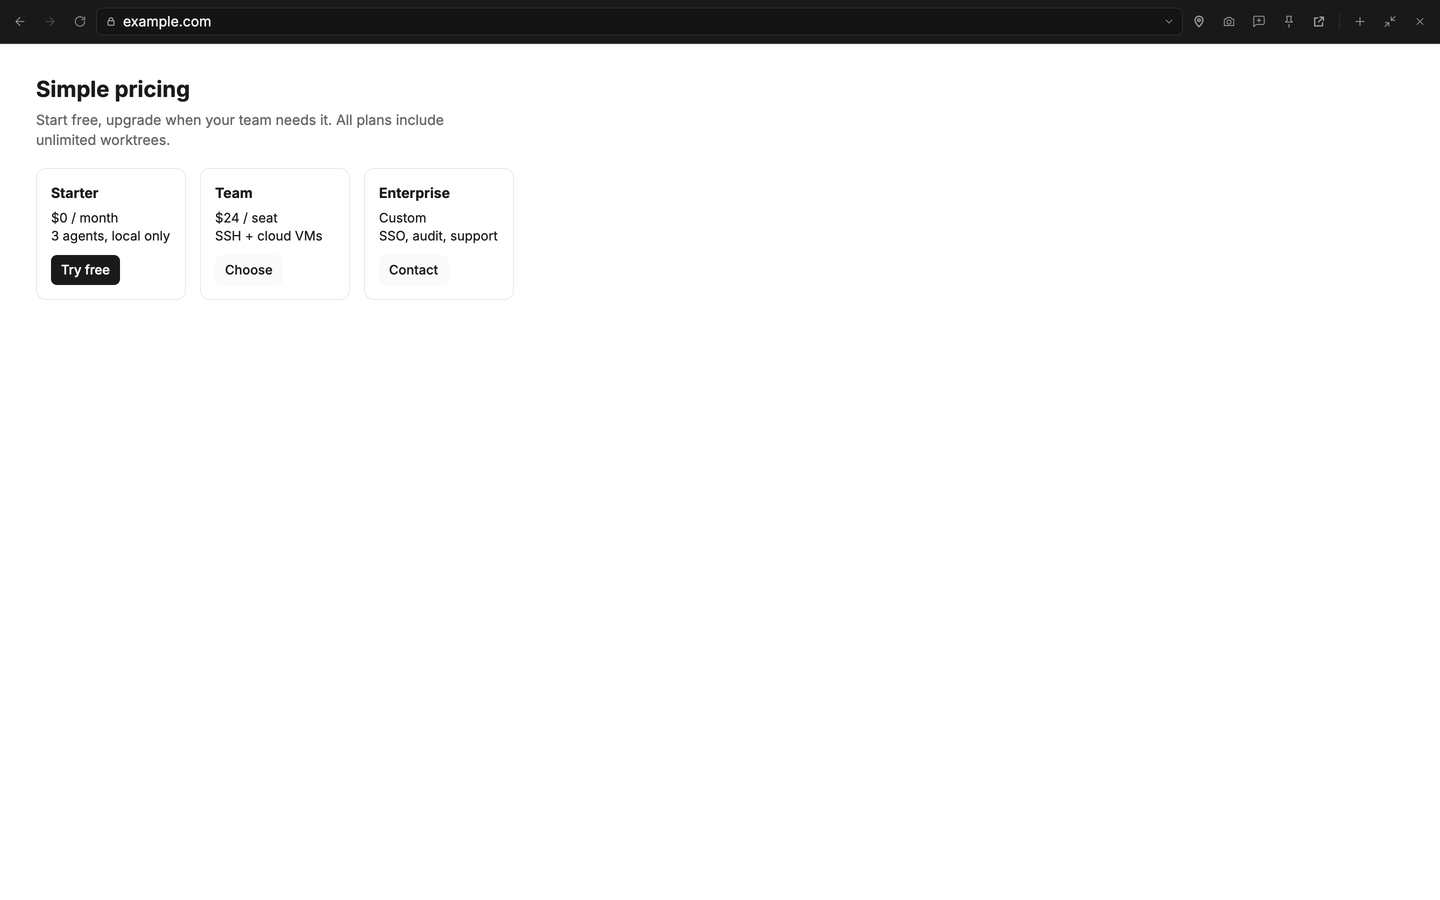 example.com
Simple pricing
Start free, upgrade when your team needs it. All plans include
unlimited worktrees.
Starter
$0 / month
3 agents, local only
Try free
Team
$24 / seat
SSH + cloud VMs
Choose
Enterprise
Custom
SSO, audit, support
Contact